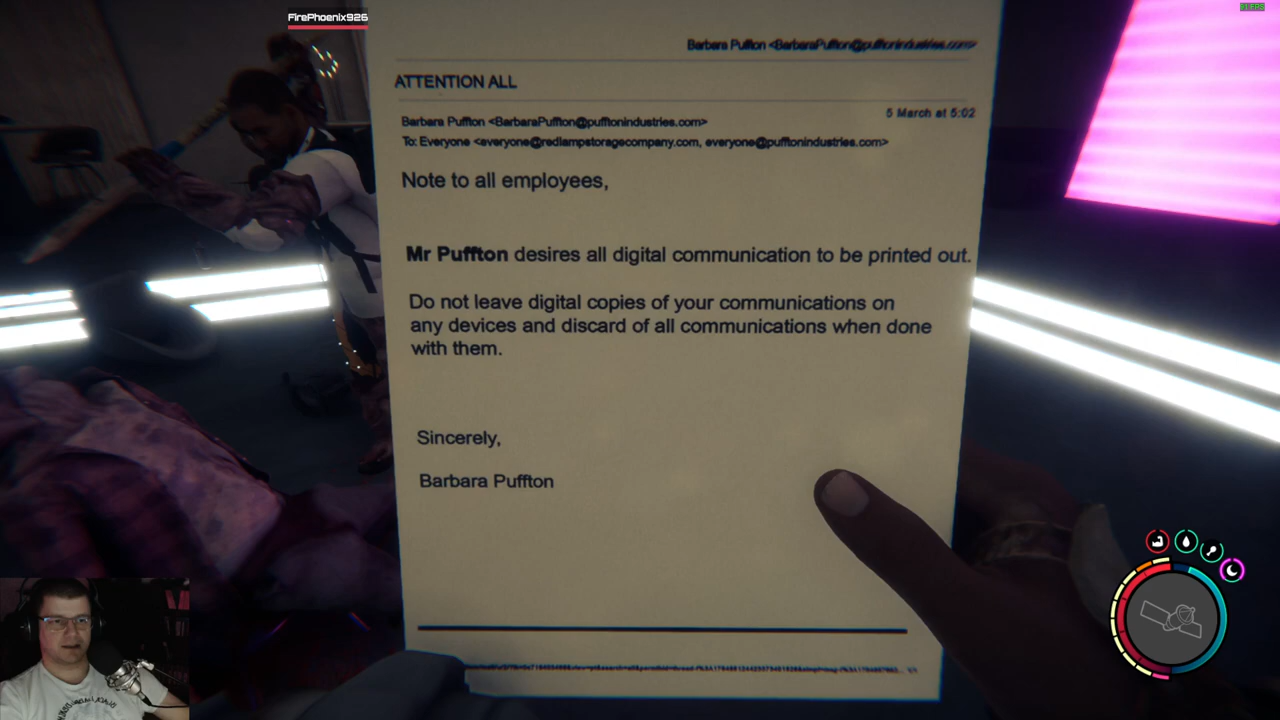 FirePhoenix926
Barbara Puffton <BarbaraPuffton@pufftonindustries.com>
ATTENTION ALL
5 March at 5:02
Barbara Puffton <BarbaraPuffton@pufftonindustries.com>
To: Everyone <everyone@redlampstoragecompany.com, everyone@pufftonindustries.com>
Note to all employees,
Mr Puffton desires all digital communication to be printed out.
Do not leave digital copies of your communications on
any devices and discard of all communications when done
with them.
Sincerely,
Barbara Puffton